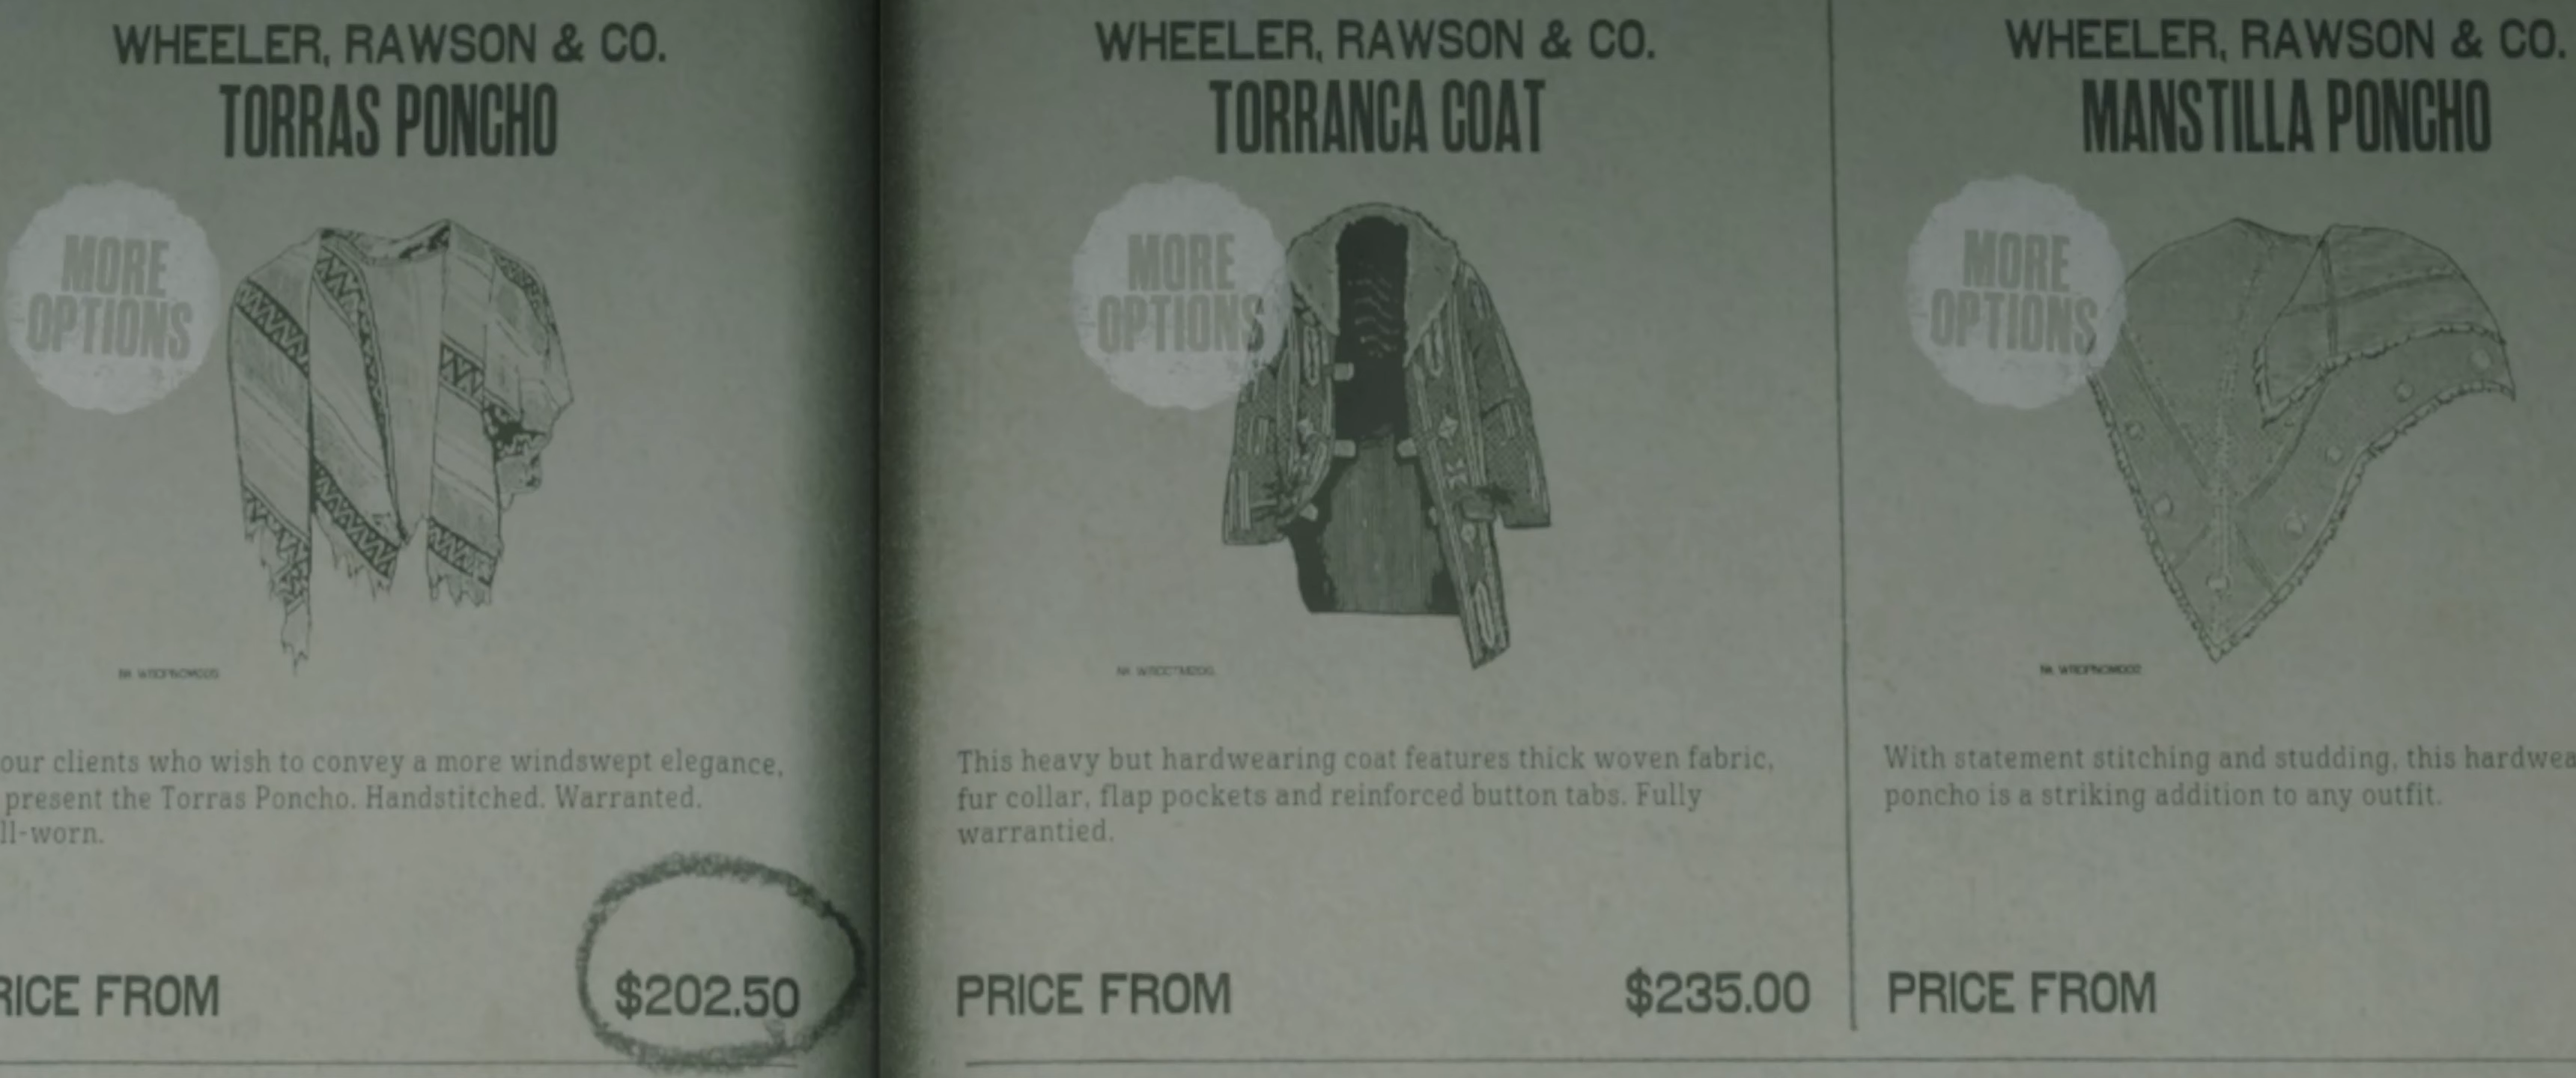 WHEELER, RAWSON & CO.
TORRAS PONCHO
MORE
OPTIONS
our clients who wish to convey a more windswept elegance,
present the Torras Poncho. Handstitched. Warranted.
ll-worn.
RICE FROM $202.50
WHEELER, RAWSON & CO.
TORRANCA COAT
MORE
OPTIONS
This heavy but hardwearing coat features thick woven fabric,
fur collar, flap pockets and reinforced button tabs. Fully
warrantied.
PRICE FROM $235.00
WHEELER, RAWSON & CO.
MANSTILLA PONCHO
MORE
OPTIONS
With statement stitching and studding, this hardwea
poncho is a striking addition to any outfit.
PRICE FROM